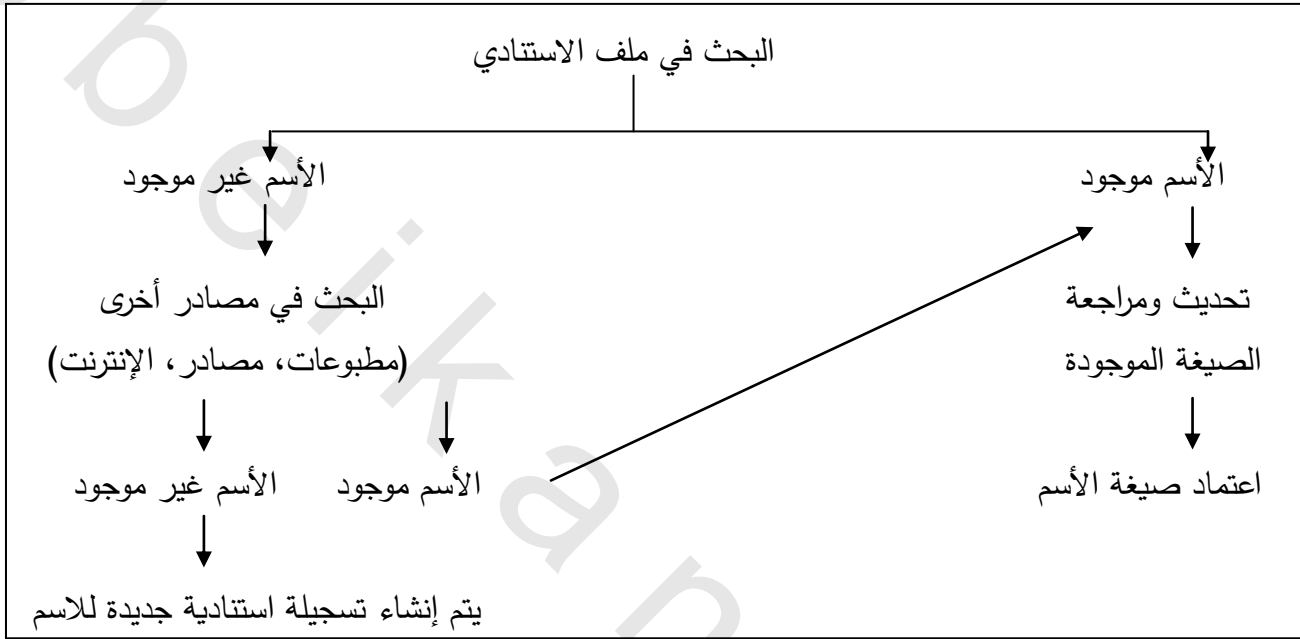 البحث في ملف الاستنادي
الأسم موجود
الأسم غير موجود
تحديث ومراجعة
الصيغة الموجودة
البحث في مصادر أخرى
(مطبوعات، مصادر، الإنترنت)
اعتماد صيغة الأسم
الأسم موجود
الأسم غير موجود
يتم إنشاء تسجيلة استنادية جديدة للاسم
b e i k a n